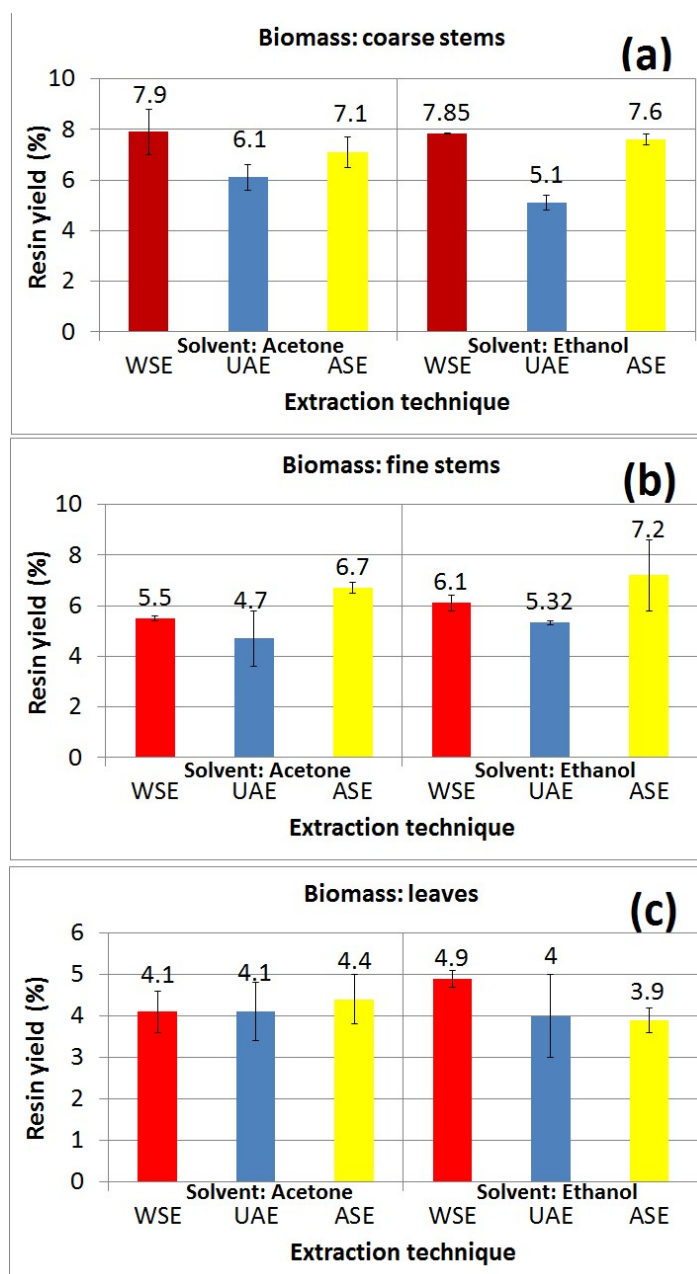 Biomass: coarse stems
(a)
Resin yield (%)
10
8
6
4
2
0
7.9
6.1
7.1
7.85
5.1
7.6
Solvent: Acetone
Solvent: Ethanol
WSE UAE ASE WSE UAE ASE
Extraction technique
Biomass: fine stems
(b)
Resin yield (%)
10
8
6
4
2
0
5.5
4.7
6.7
6.1
5.32
7.2
Solvent: Acetone
Solvent: Ethanol
WSE UAE ASE WSE UAE ASE
Extraction technique
Biomass: leaves
(c)
Resin yield (%)
6
5
4
3
2
1
0
4.1
4.1
4.4
4.9
4
3.9
Solvent: Acetone
Solvent: Ethanol
WSE UAE ASE WSE UAE ASE
Extraction technique